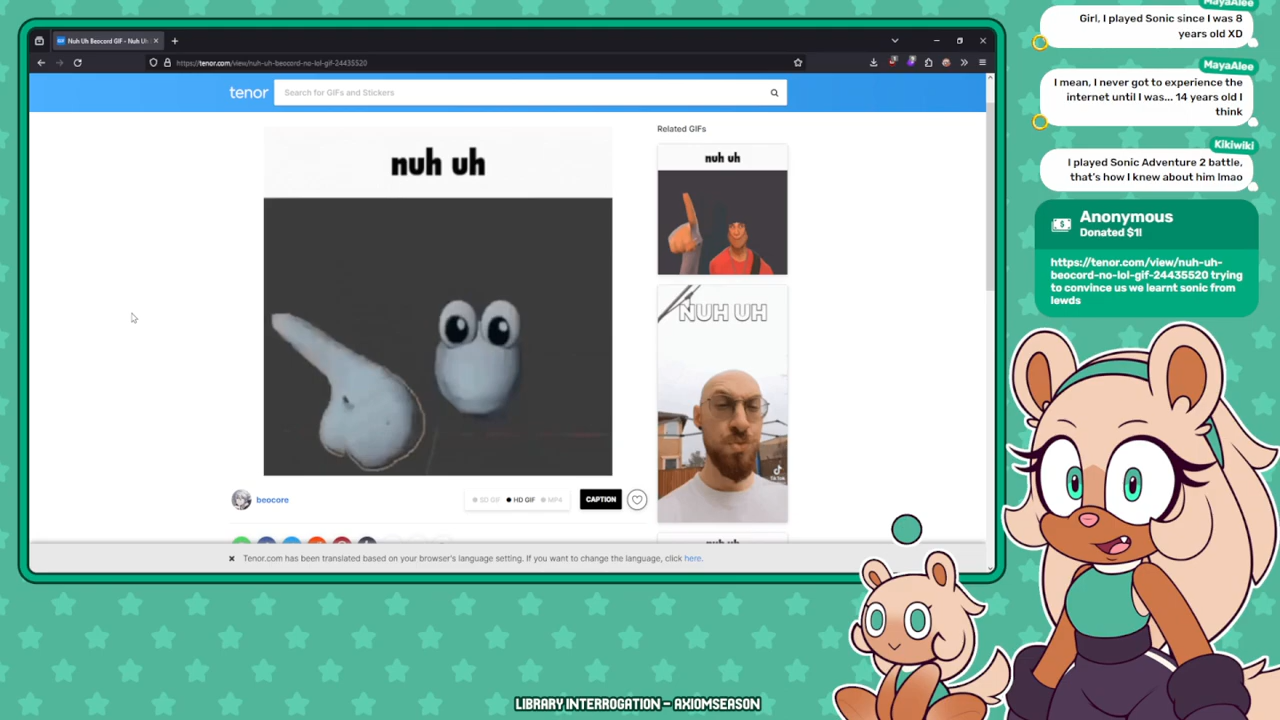 Nuh Uh Beocord GIF - Nuh Uh
https://tenor.com/view/nuh-uh-beocord-no-lol-gif-24435520
tenor
Search for GIFs and Stickers
nuh uh
beocore
SD GIF
HD GIF
MP4
CAPTION
Related GIFs
nuh uh
NUH UH
TikTok
nuh uh
Tenor.com has been translated based on your browser's language setting. If you want to change the language, click here.
MayaAlee
Girl, I played Sonic since I was 8
years old XD
MayaAlee
I mean, I never got to experience the
internet until I was... 14 years old I
think
Kikiwiki
I played Sonic Adventure 2 battle,
that's how I knew about him lmao
Anonymous
Donated $1!
https://tenor.com/view/nuh-uh-
beocord-no-lol-gif-24435520 trying
to convince us we learnt sonic from
lewds
LIBRARY INTERROGATION - AXIOMSEASON